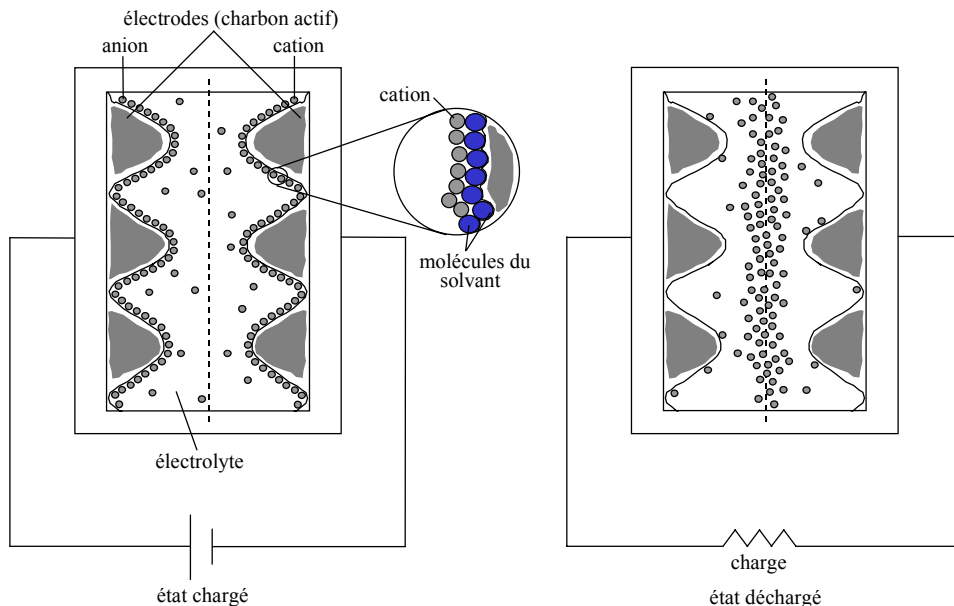 électrodes (charbon actif)
anion
cation
cation
molécules du
solvant
électrolyte
état chargé
charge
état déchargé